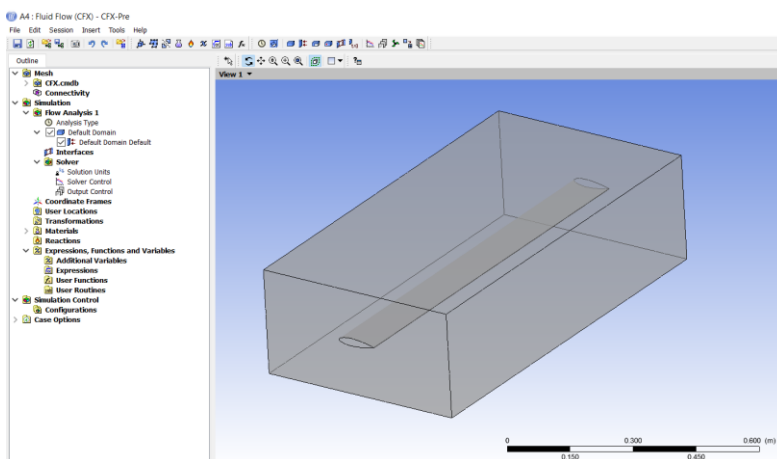 A4 : Fluid Flow (CFX) - CFX-Pre
File Edit Session Insert Tools Help
Outline
Mesh
CFX.cmdb
Connectivity
Simulation
Flow Analysis 1
Analysis Type
Default Domain
Default Domain Default
Interfaces
Solver
Solution Units
Solver Control
Output Control
Coordinate Frames
User Locations
Transformations
Materials
Reactions
Expressions, Functions and Variables
Additional Variables
Expressions
User Functions
User Routines
Simulation Control
Configurations
Case Options
View 1
0 0.300 0.600 (m)
0.150 0.450